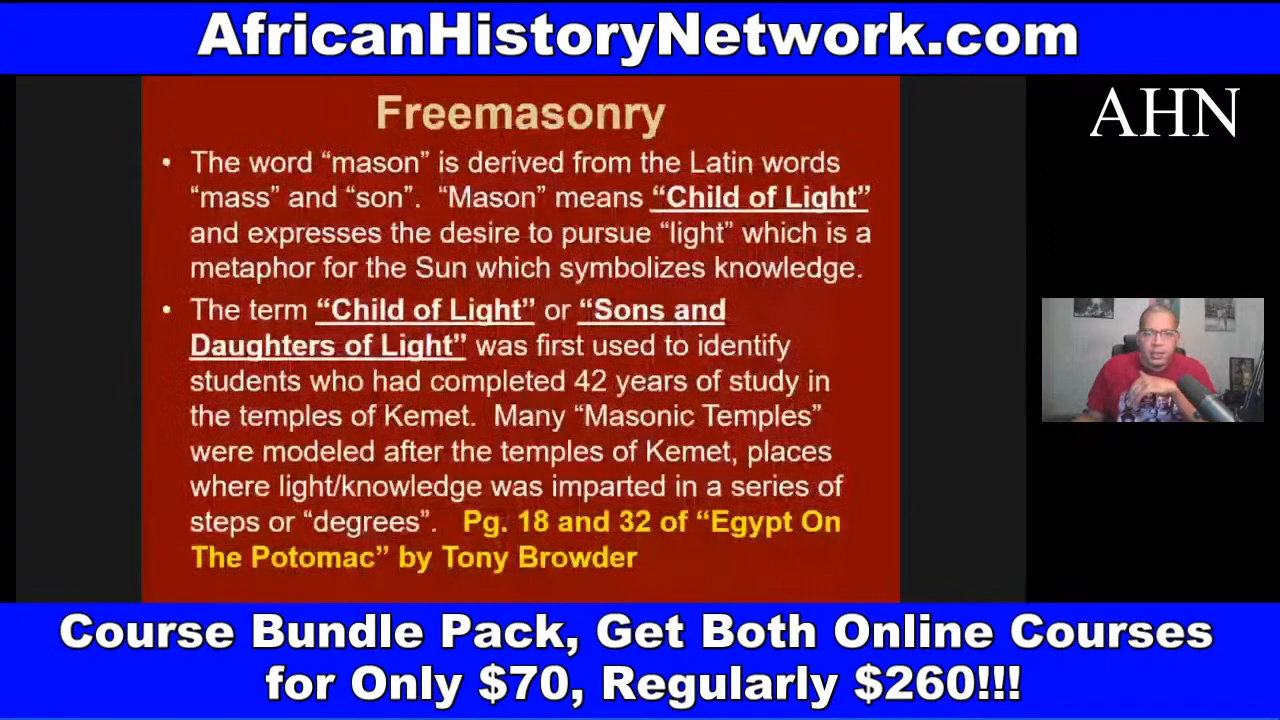 AfricanHistoryNetwork.com
AHN
Freemasonry
• The word “mason” is derived from the Latin words
“mass” and “son”. “Mason” means “Child of Light”
and expresses the desire to pursue “light” which is a
metaphor for the Sun which symbolizes knowledge.
• The term “Child of Light” or “Sons and
Daughters of Light” was first used to identify
students who had completed 42 years of study in
the temples of Kemet. Many “Masonic Temples”
were modeled after the temples of Kemet, places
where light/knowledge was imparted in a series of
steps or “degrees”. Pg. 18 and 32 of “Egypt On
The Potomac” by Tony Browder
Course Bundle Pack, Get Both Online Courses
for Only $70, Regularly $260!!!